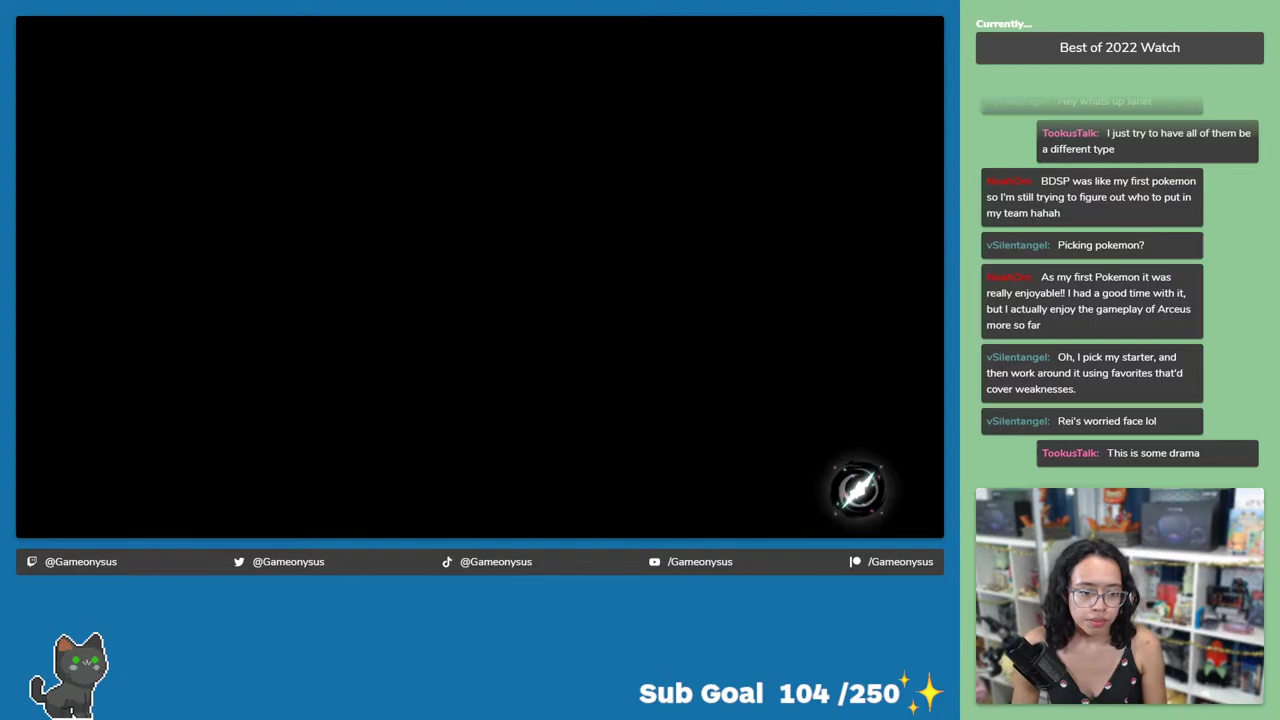 Currently...
Best of 2022 Watch
vSilentangel: Hey whats up Janet
TookusTalk: I just try to have all of them be
a different type
BDSP was like my first pokemon
so I'm still trying to figure out who to put in
my team hahah
vSilentangel: Picking pokemon?
As my first Pokemon it was
really enjoyable!! I had a good time with it,
but I actually enjoy the gameplay of Arceus
more so far
vSilentangel: Oh, I pick my starter, and
then work around it using favorites that'd
cover weaknesses.
vSilentangel: Rei's worried face lol
TookusTalk: This is some drama
@Gameonysus @Gameonysus @Gameonysus /Gameonysus /Gameonysus
Sub Goal 104 /250